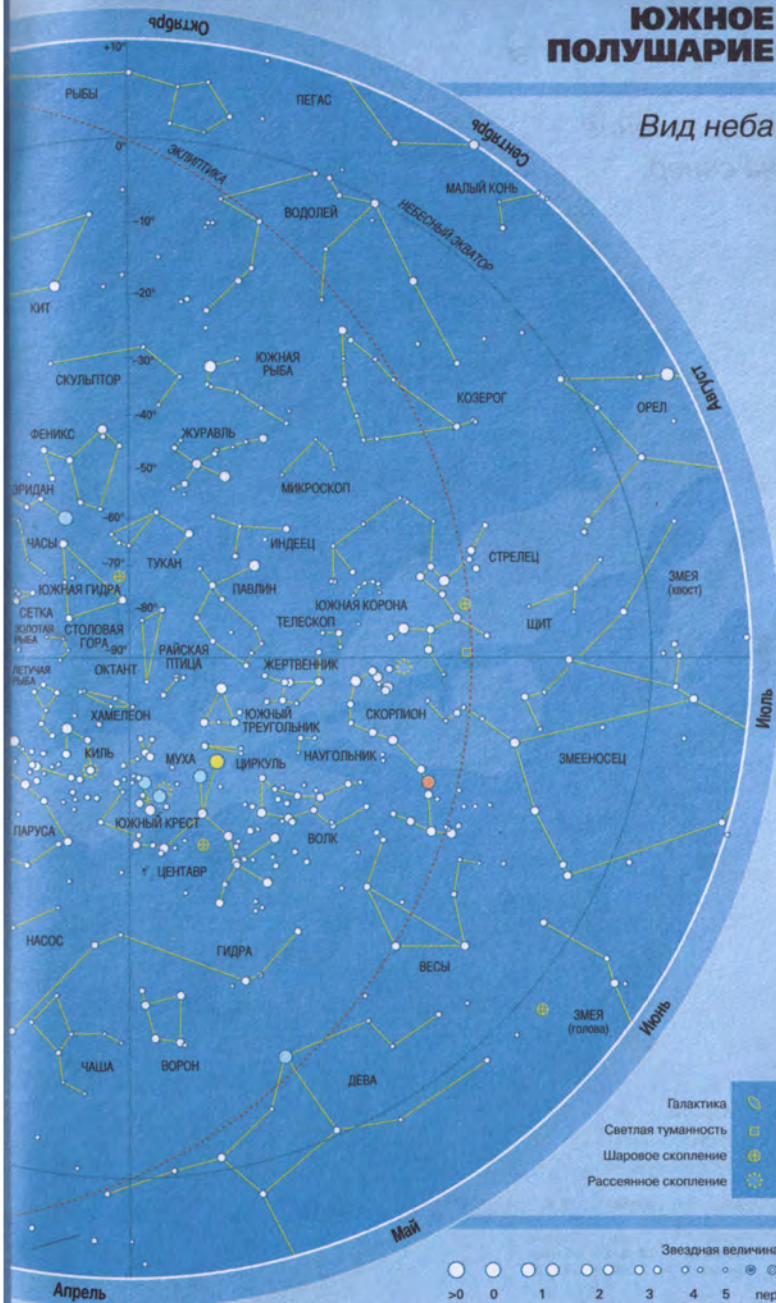 ЮЖНОЕ
ПОЛУШАРИЕ
Вид неба
Октябрь
Сентябрь
Август
Июль
Июнь
Май
Апрель
+10°
РЫБЫ
ПЕГАС
0°
ЭКЛИПТИКА
МАЛЫЙ КОНЬ
ВОДОЛЕЙ
НЕБЕСНЫЙ ЭКВАТОР
-10°
-20°
КИТ
-30°
ЮЖНАЯ
РЫБА
СКУЛЬПТОР
КОЗЕРОГ
ОРЕЛ
-40°
ФЕНИКС
ЖУРАВЛЬ
-50°
МИКРОСКОП
ЭРИДАН
-60°
ЧАСЫ
ИНДЕЕЦ
СТРЕЛЕЦ
ТУКАН
-70°
ЗМЕЯ
(хвост)
ЮЖНАЯ ГИДРА
ПАВЛИН
ЮЖНАЯ КОРОНА
СЕТКА
-80°
ТЕЛЕСКОП
ЩИТ
ЗОЛОТАЯ
РЫБА
СТОЛОВАЯ
ГОРА
-90°
РАЙСКАЯ
ПТИЦА
ЖЕРТВЕННИК
ЛЕТУЧАЯ
РЫБА
ОКТАНТ
ХАМЕЛЕОН
ЮЖНЫЙ
ТРЕУГОЛЬНИК
СКОРПИОН
КИЛЬ
МУХА
ЦИРКУЛЬ
НАУГОЛЬНИК
ЗМЕЕНОСЕЦ
ПАРУСА
ЮЖНЫЙ КРЕСТ
ВОЛК
ЦЕНТАВР
НАСОС
ГИДРА
ВЕСЫ
ЗМЕЯ
(голова)
ЧАША
ВОРОН
ДЕВА
Галактика
Светлая туманность
Шаровое скопление
Рассеянное скопление
Звездная величина
>0 0 1 2 3 4 5 пер